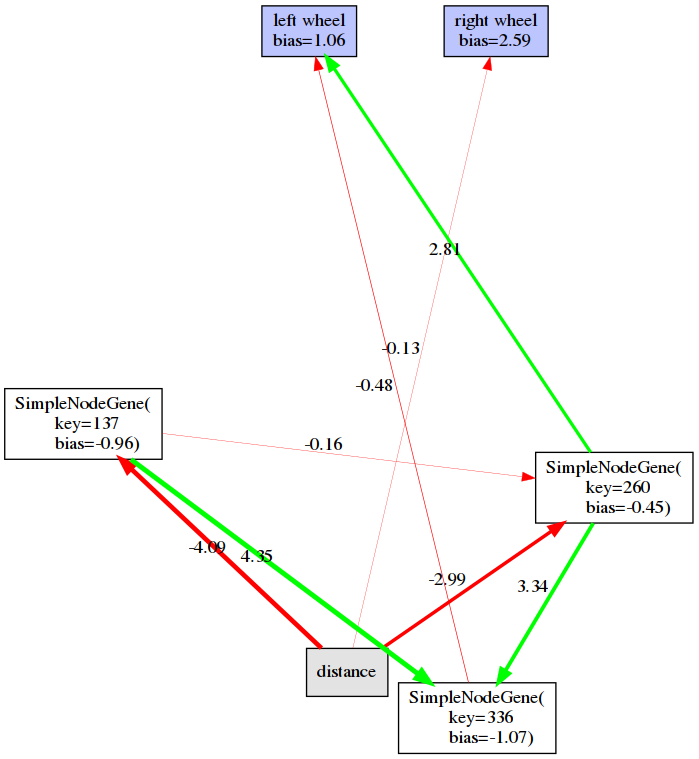 left wheel
bias=1.06
right wheel
bias=2.59
2.81
-0.13
-0.48
SimpleNodeGene(
key=137
bias=-0.96)
-0.16
SimpleNodeGene(
key=260
bias=-0.45)
-4.09
4.35
-2.99
3.34
distance
SimpleNodeGene(
key=336
bias=-1.07)